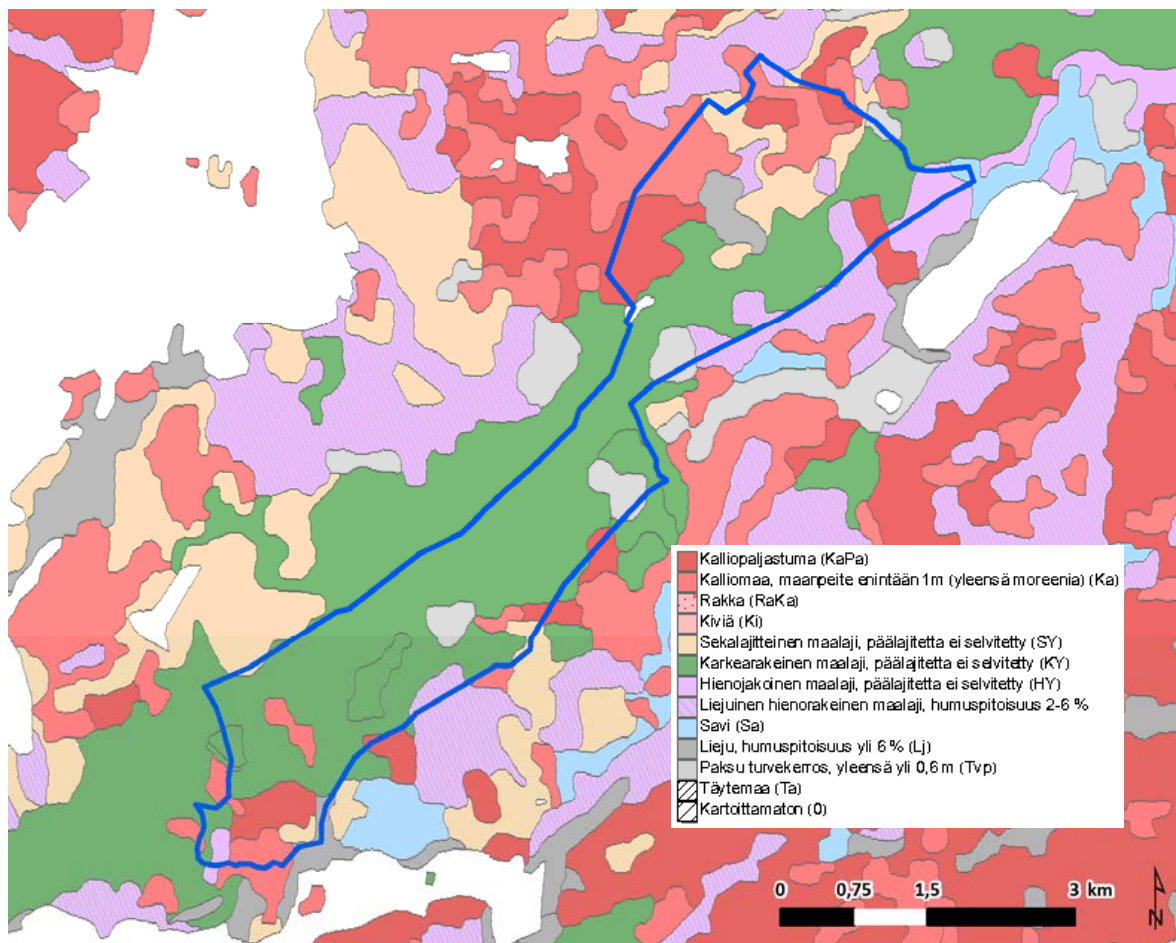 Kalliopaljastuma (KaPa)
Kalliomaa, maanpeite enintään 1m (yleensä moreenia) (Ka)
Rakka (RaKa)
Kiviä (Ki)
Sekalajitteinen maalaji, päälajitetta ei selvitetty (SY)
Karkearakeinen maalaji, päälajitetta ei selvitetty (KY)
Hienojakoinen maalaji, päälajitetta ei selvitetty (HY)
Liejuinen hienorakeinen maalaji, humuspitoisuus 2-6 %
Savi (Sa)
Lieju, humuspitoisuus yli 6 % (Lj)
Paksu turvekerros, yleensä yli 0,6 m (Tvp)
Täytemaa (Ta)
Kartoittamaton (0)
0 0,75 1,5 3 km
N